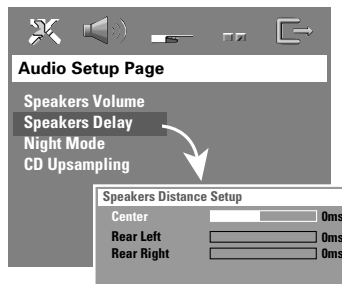 Audio Setup Page
Speakers Volume
Speakers Delay
Night Mode
CD Upsampling
Speakers Distance Setup
Center 0ms
Rear Left 0ms
Rear Right 0ms